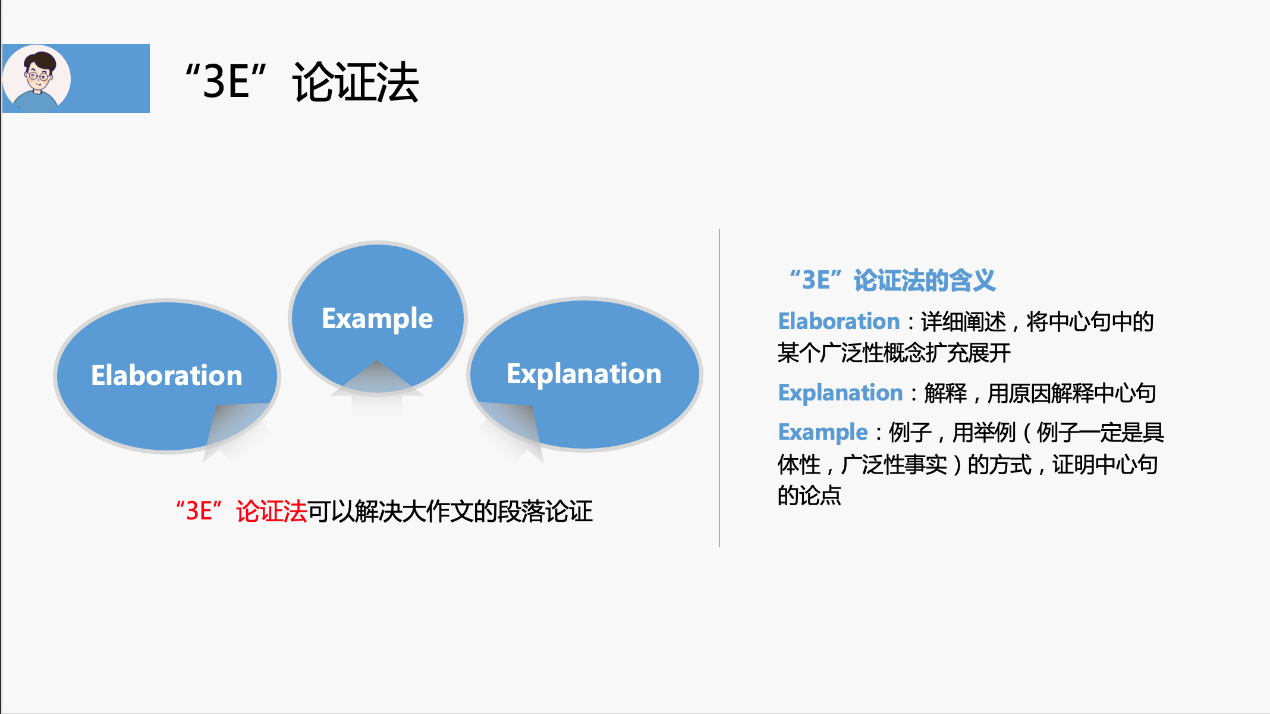 “3E”论证法
Elaboration
Example
Explanation
“3E”论证法可以解决大作文的段落论证
“3E”论证法的含义
Elaboration：详细阐述，将中心句中的
某个广泛性概念扩充展开
Explanation：解释，用原因解释中心句
Example：例子，用举例（例子一定是具
体性，广泛性事实）的方式，证明中心句
的论点